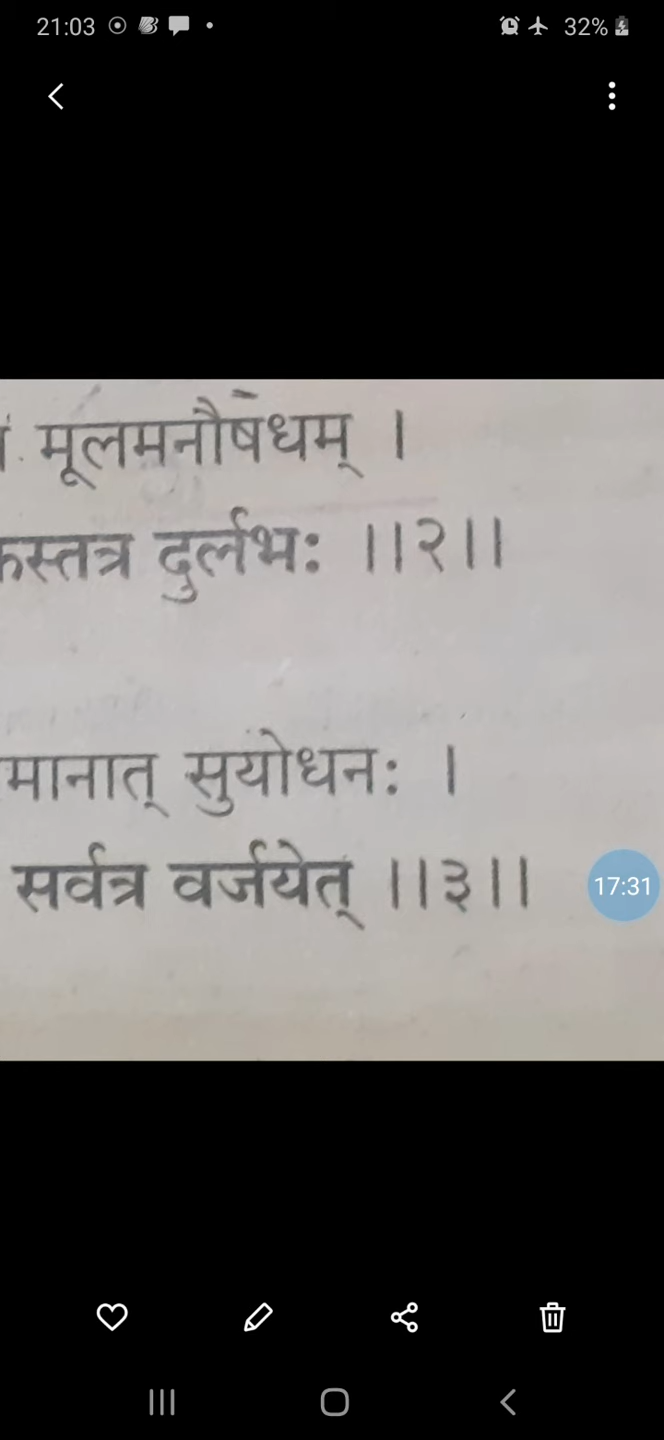 21:03
32%
मूलमनौषधम् ।
दुर्लभः ।।२।।
सुयोधनः ।
सर्वत्र वर्जयेत् ।।३।।
17:31